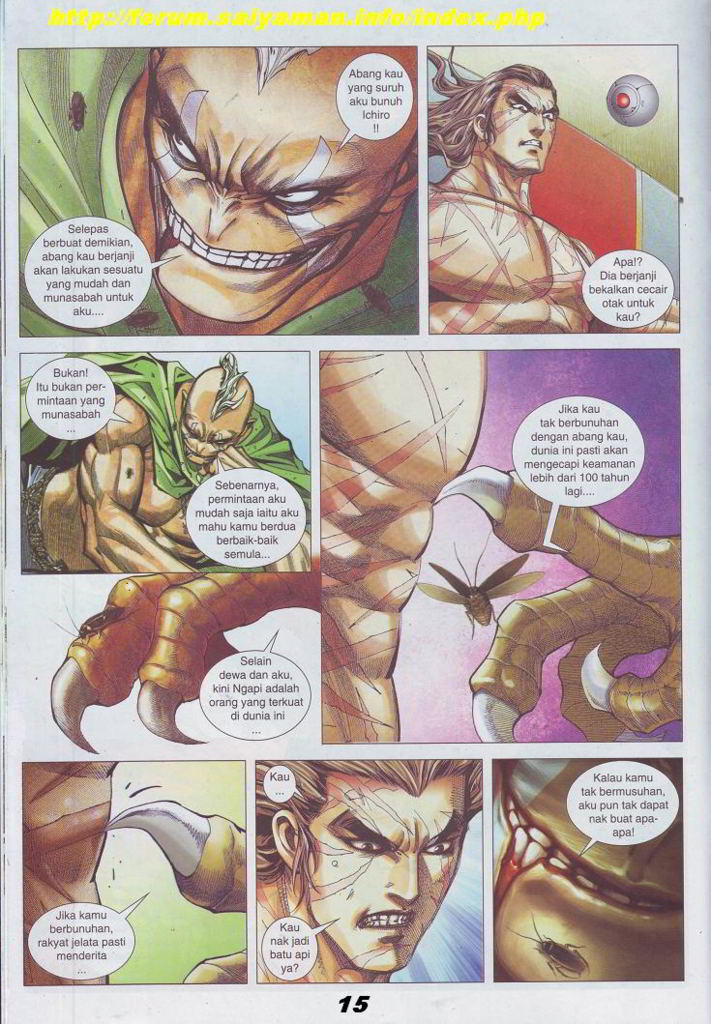 http://forum.saiyaman.info/index.php
Abang kau
yang suruh
aku bunuh
Ichiro
!!
Selepas
berbuat demikian,
abang kau berjanji
akan lakukan sesuatu
yang mudah dan
munasabah untuk
aku....
Apa!?
Dia berjanji
bekalkan cecair
otak untuk
kau?
Bukan!
Itu bukan per-
mintaan yang
munasabah
...
Sebenarnya,
permintaan aku
mudah saja iaitu aku
mahu kamu berdua
berbaik-baik
semula...
Jika kau
tak berbunuhan
dengan abang kau,
dunia ini pasti akan
mengecapi keamanan
lebih dari 100 tahun
lagi....
Selain
dewa dan aku,
kini Ngapi adalah
orang yang terkuat
di dunia ini
...
Jika kamu
berbunuhan,
rakyat jelata pasti
menderita
...
Kau
...
Kau
nak jadi
batu api
ya?
Kalau kamu
tak bermusuhan,
aku pun tak dapat
nak buat apa-
apa!
15